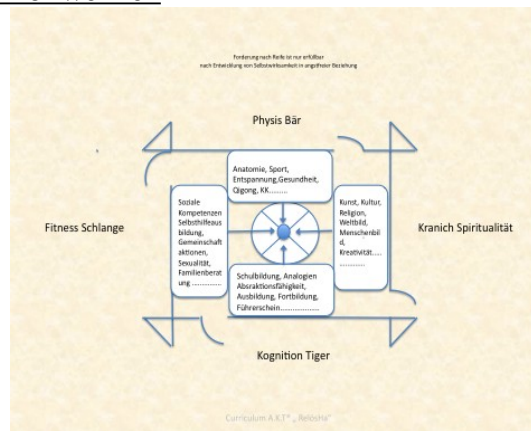 Forderung nach Reife ist nur erfüllbar
nach Entwicklung von Selbstwirksamkeit in angstfreier Beziehung
Physis Bär
Anatomie, Sport,
Entspannung,Gesundheit,
Qigong, KK.........
Fitness Schlange
Soziale
Kompetenzen
Selbsthilfeaus
bildung,
Gemeinschaft
aktionen,
Sexualität,
Familienberat
ung ...............
Kunst, Kultur,
Religion,
Weltbild,
Menschenbil
d,
Kreativität.....
.............
Kranich Spiritualität
Schulbildung, Analogien
Absraktionsfähigkeit,
Ausbildung, Fortbildung,
Führerschein...................
Kognition Tiger
Curriculum A.K.T® „